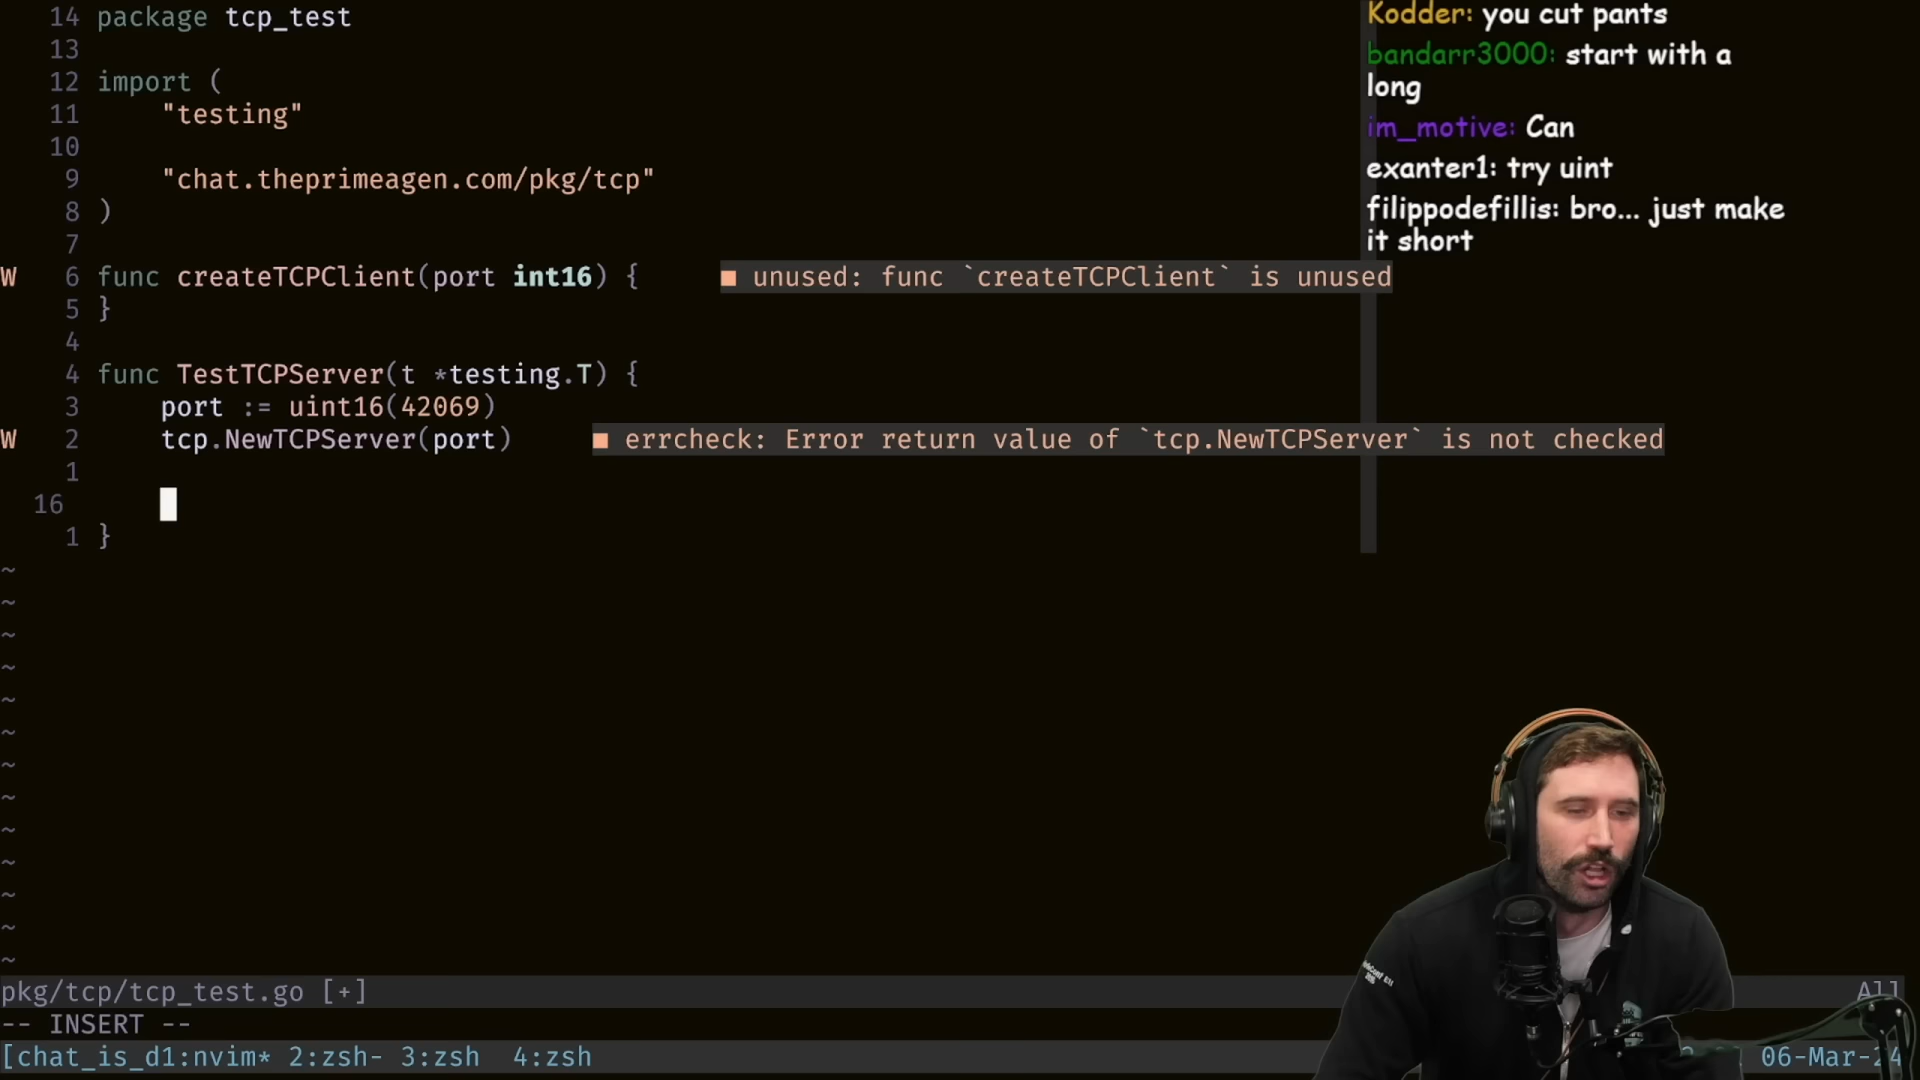 14 package tcp_test
13
12 import (
11 "testing"
10
9 "chat.theprimeagen.com/pkg/tcp"
8 )
7
W 6 func createTCPClient(port int16) { ■ unused: func `createTCPClient` is unused
5 }
4
4 func TestTCPServer(t *testing.T) {
3 port := uint16(42069)
W 2 tcp.NewTCPServer(port) ■ errcheck: Error return value of `tcp.NewTCPServer` is not checked
1
16
1 }
~
~
~
~
~
~
~
~
~
~
~
~
~
pkg/tcp/tcp_test.go [+] All
-- INSERT --
[chat_is_d1:nvim* 2:zsh- 3:zsh 4:zsh 06-Mar-24
Kodder: you cut pants
bandarr3000: start with a
long
im_motive: Can
exanter1: try uint
filippodefillis: bro... just make
it short